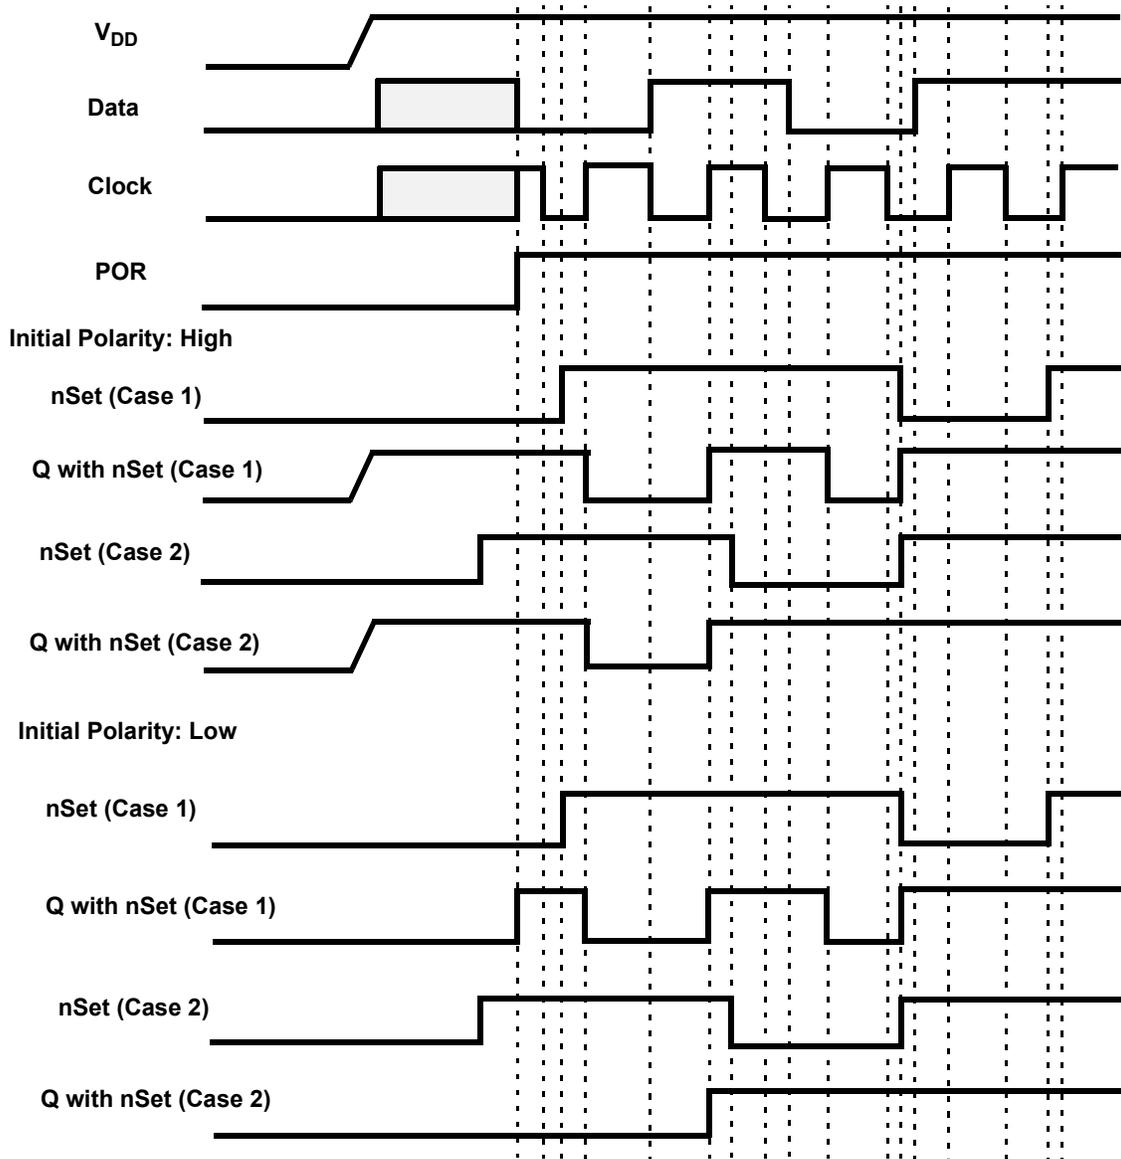 VDD
Data
Clock
POR
Initial Polarity: High
nSet (Case 1)
Q with nSet (Case 1)
nSet (Case 2)
Q with nSet (Case 2)
Initial Polarity: Low
nSet (Case 1)
Q with nSet (Case 1)
nSet (Case 2)
Q with nSet (Case 2)